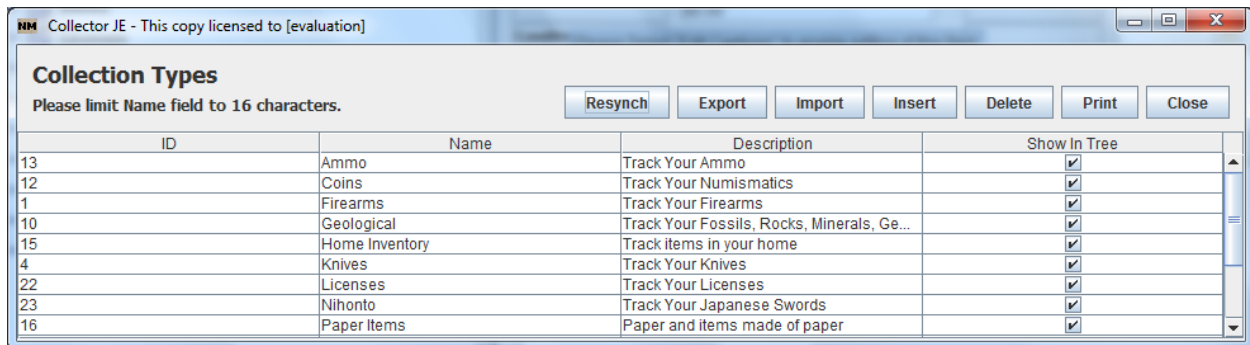 NM Collector JE - This copy licensed to [evaluation]
Collection Types
Please limit Name field to 16 characters.
Resynch Export Import Insert Delete Print Close
ID Name Description Show In Tree
13 Ammo Track Your Ammo
12 Coins Track Your Numismatics
1 Firearms Track Your Firearms
10 Geological Track Your Fossils, Rocks, Minerals, Ge...
15 Home Inventory Track items in your home
4 Knives Track Your Knives
22 Licenses Track Your Licenses
23 Nihonto Track Your Japanese Swords
16 Paper Items Paper and items made of paper